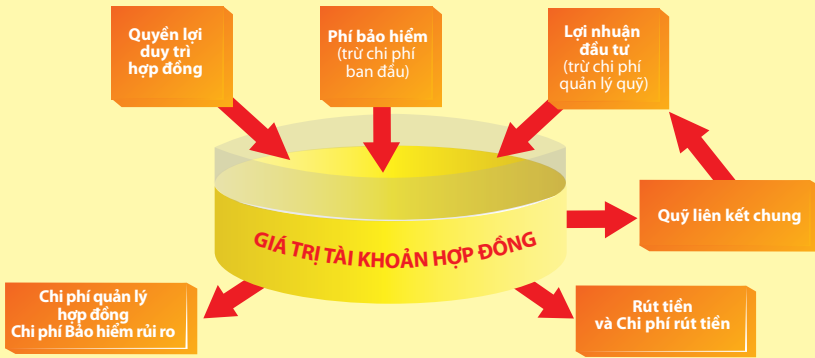 Quyền lợi
duy trì
hợp đồng
Phí bảo hiểm
(trừ chi phí
ban đầu)
Lợi nhuận
đầu tư
(trừ chi phí
quản lý quỹ)
Quỹ liên kết chung
GIÁ TRỊ TÀI KHOẢN HỢP ĐỒNG
Chi phí quản lý
hợp đồng
Chi phí Bảo hiểm rủi ro
Rút tiền
và Chi phí rút tiền